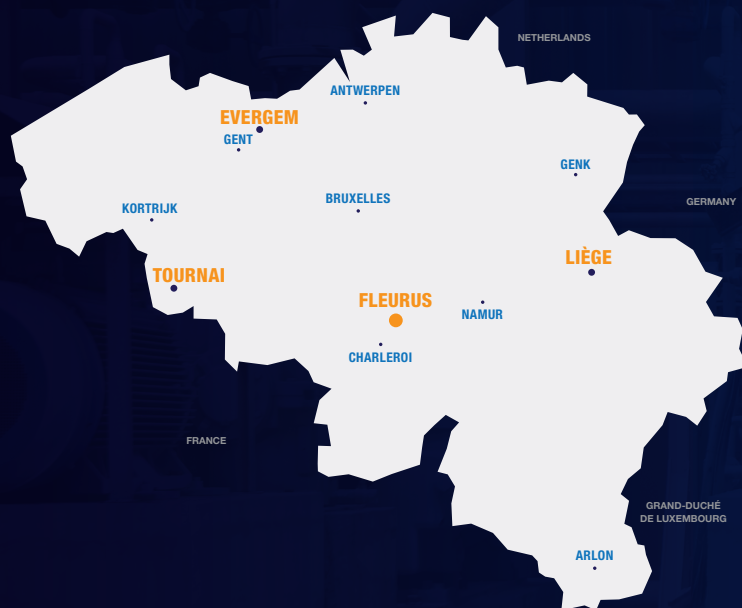 NETHERLANDS
ANTWERPEN
EVERGEM
GENT
GENK
BRUXELLES
GERMANY
KORTRIJK
LIÈGE
TOURNAI
FLEURUS
NAMUR
CHARLEROI
FRANCE
GRAND-DUCHÉ
DE LUXEMBOURG
ARLON